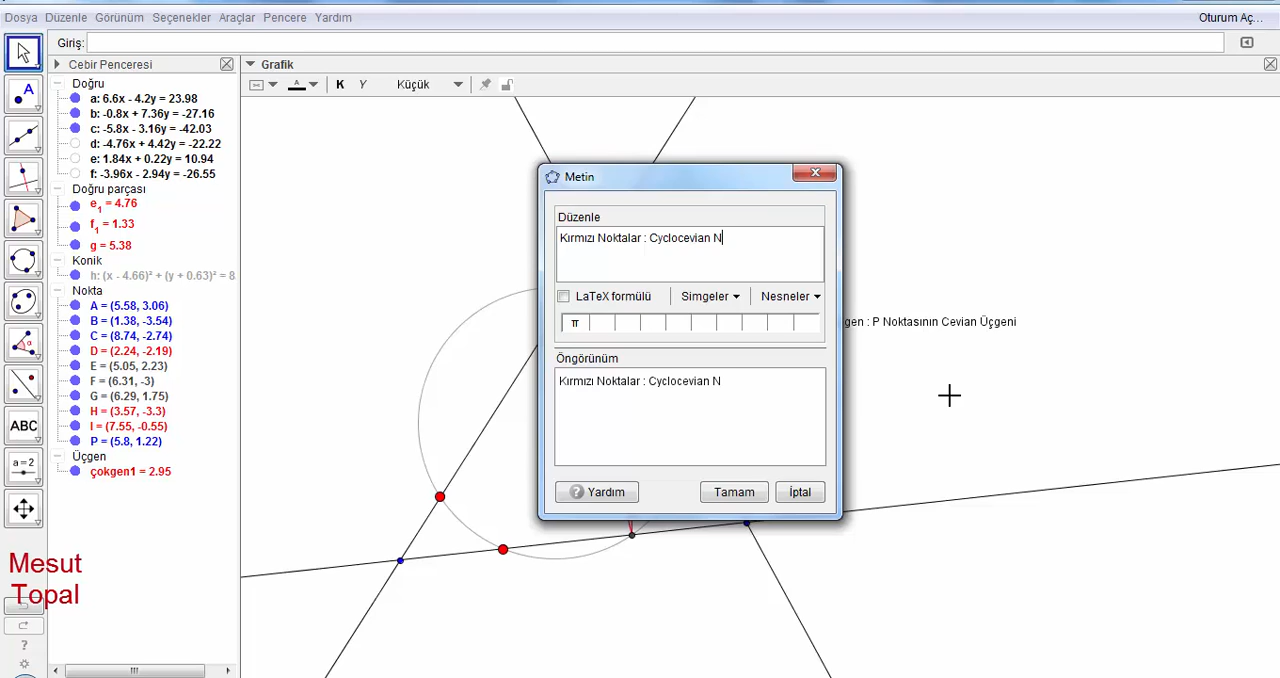 Dosya Düzenle Görünüm Seçenekler Araçlar Pencere Yardım
Oturum Aç...
Giriş:
Cebir Penceresi
Grafik
K Y Küçük
Doğru
a: 6.6x - 4.2y = 23.98
b: -0.8x + 7.36y = -27.16
c: -5.8x - 3.16y = -42.03
d: -4.76x + 4.42y = -22.22
e: 1.84x + 0.22y = 10.94
f: -3.96x - 2.94y = -26.55
Doğru parçası
e1 = 4.76
f1 = 1.33
g = 5.38
Konik
h: (x - 4.66)² + (y + 0.63)² = 8
Nokta
A = (5.58, 3.06)
B = (1.38, -3.54)
C = (8.74, -2.74)
D = (2.24, -2.19)
E = (5.05, 2.23)
F = (6.31, -3)
G = (6.29, 1.75)
H = (3.57, -3.3)
I = (7.55, -0.55)
P = (5.8, 1.22)
Üçgen
çokgen1 = 2.95
A
ABC
a=2
Mesut
Topal
Metin
Düzenle
Kırmızı Noktalar : Cyclocevian N
LaTeX formülü Simgeler Nesneler
π
Öngörünüm
Kırmızı Noktalar : Cyclocevian N
Yardım Tamam İptal
gen : P Noktasının Cevian Üçgeni